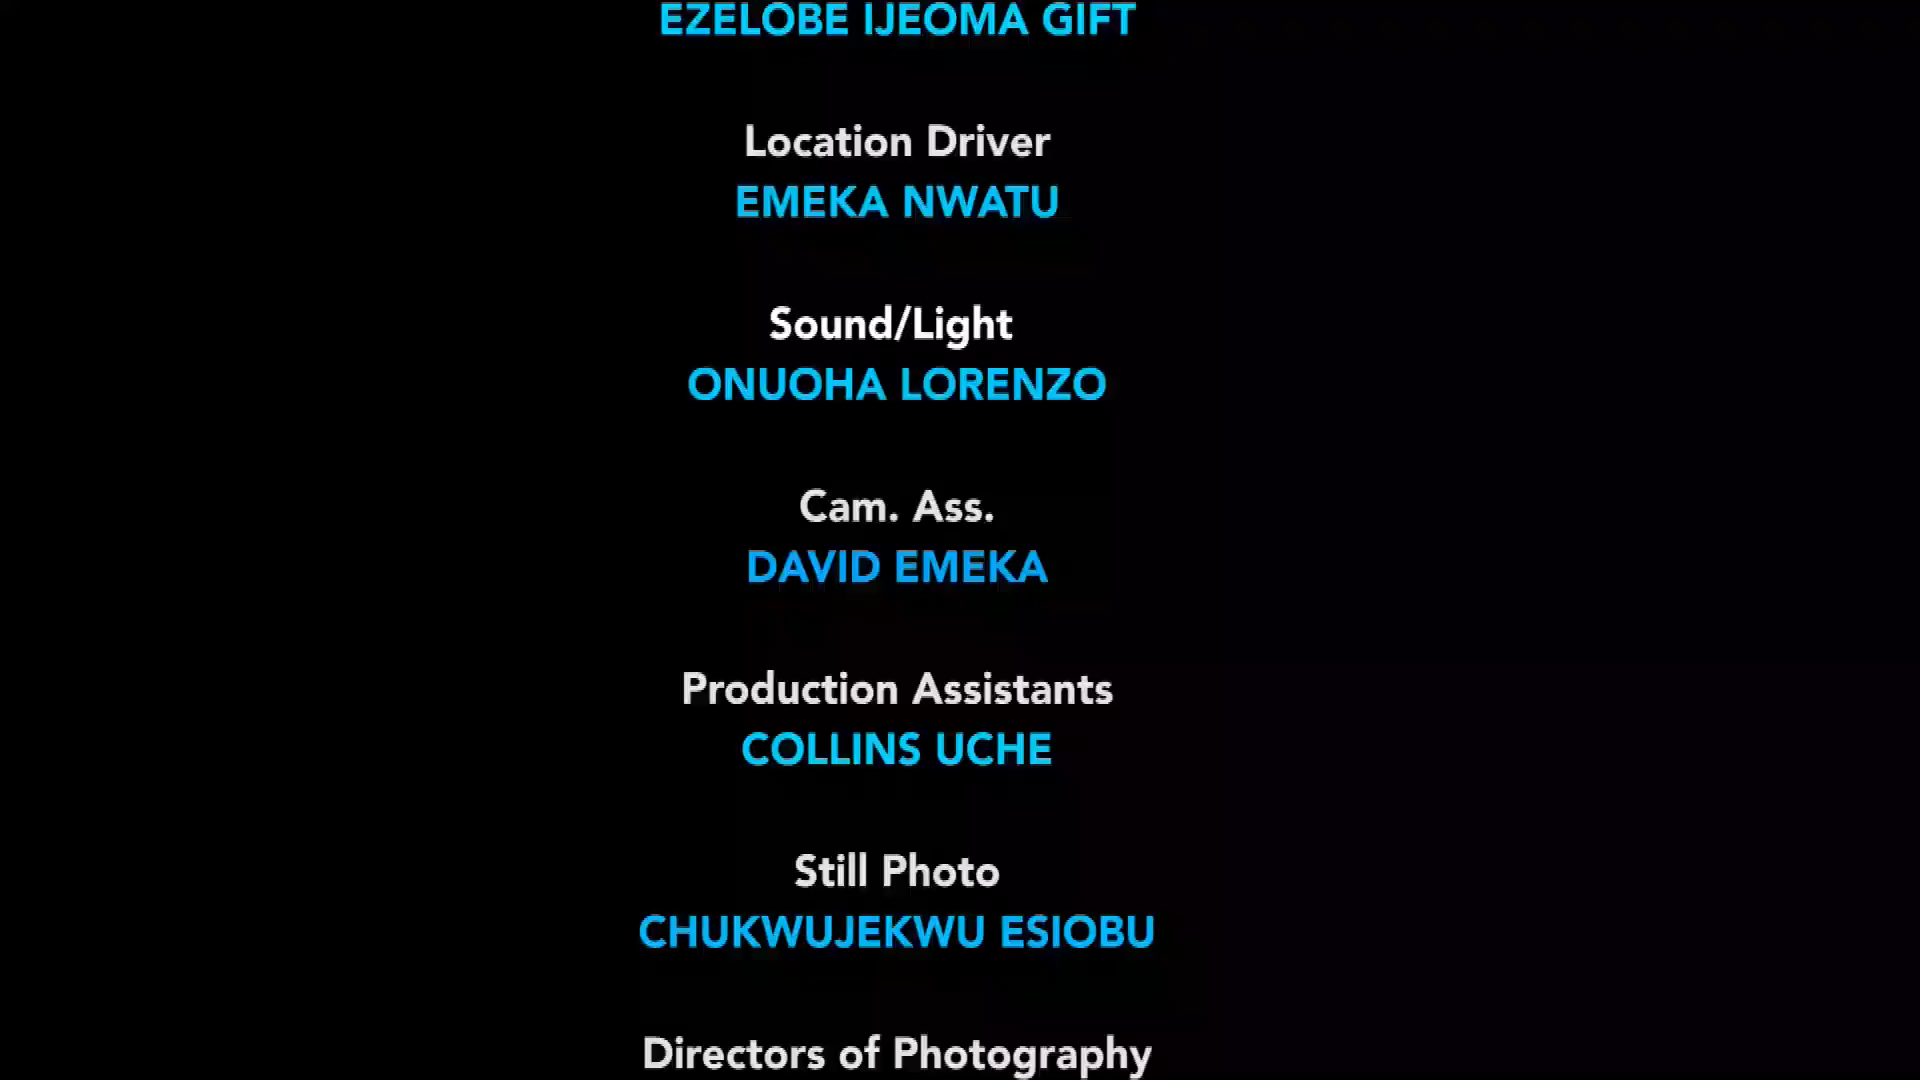 EZELOBE IJEOMA GIFT
Location Driver
EMEKA NWATU
Sound/Light
ONUOHA LORENZO
Cam. Ass.
DAVID EMEKA
Production Assistants
COLLINS UCHE
Still Photo
CHUKWUJEKWU ESIOBU
Directors of Photography